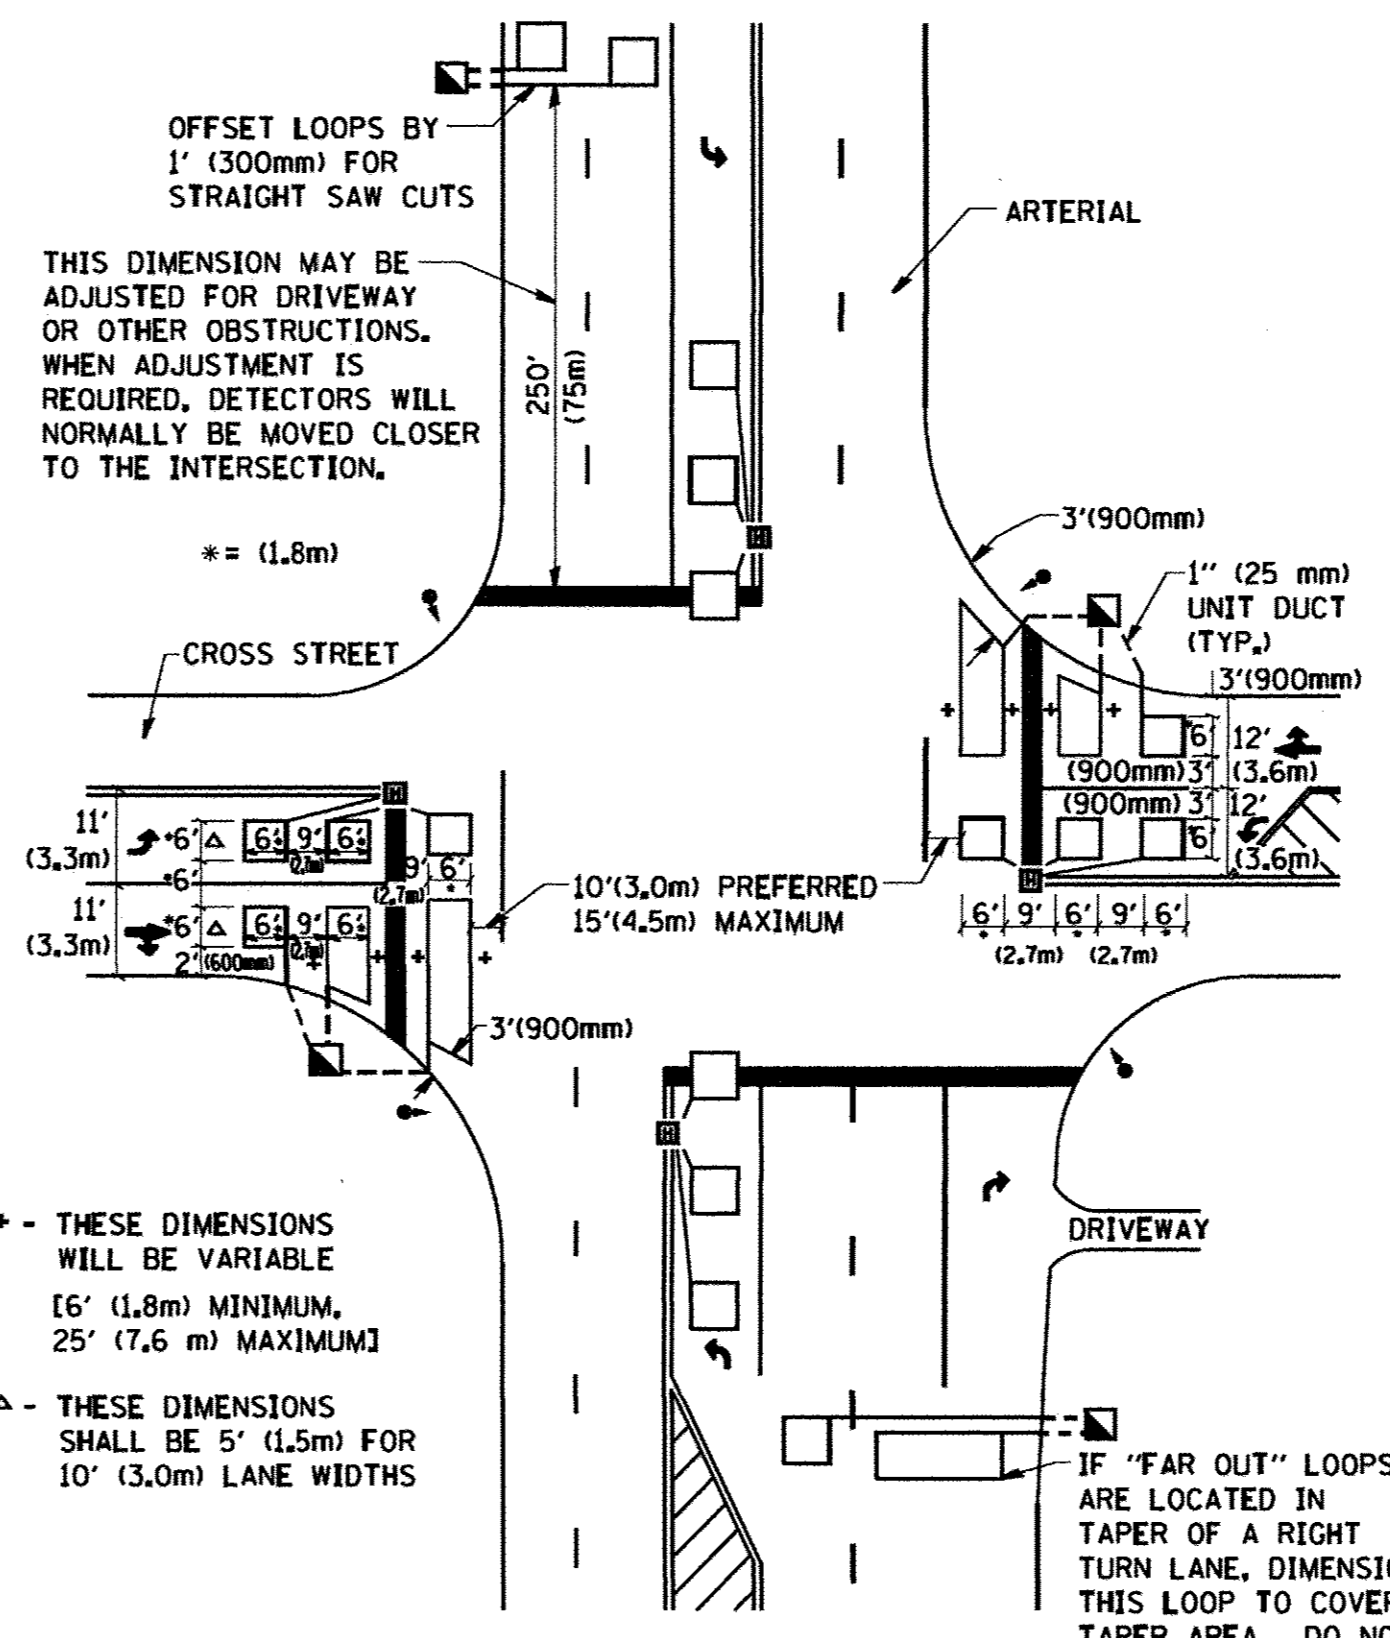 OFFSET LOOPS BY
1' (300mm) FOR
STRAIGHT SAW CUTS
ARTERIAL
THIS DIMENSION MAY BE
ADJUSTED FOR DRIVEWAY
OR OTHER OBSTRUCTIONS.
WHEN ADJUSTMENT IS
REQUIRED, DETECTORS WILL
NORMALLY BE MOVED CLOSER
TO THE INTERSECTION.
250'
(75m)
* = (1.8m)
3'(900mm)
1" (25 mm)
UNIT DUCT
(TYP.)
CROSS STREET
3'(900mm)
6' 12'
(900mm) 3' (3.6m)
(900mm) 3' 12'
6' (3.6m)
11'
(3.3m)
*6' △ 6'* 9' 6'*
(2.7m)
*6'
9' 6'
(2.7m) *
11'
(3.3m)
*6' △ 6'* 9' 6'*
(2.7m)
2' (600mm)
10'(3.0m) PREFERRED
15'(4.5m) MAXIMUM
6' 9' 6' 9' 6'
* (2.7m) * (2.7m) *
3'(900mm)
H
H
H
H
+ - THESE DIMENSIONS
WILL BE VARIABLE
[6' (1.8m) MINIMUM,
25' (7.6 m) MAXIMUM]
△ - THESE DIMENSIONS
SHALL BE 5' (1.5m) FOR
10' (3.0m) LANE WIDTHS
DRIVEWAY
IF "FAR OUT" LOOPS
ARE LOCATED IN
TAPER OF A RIGHT
TURN LANE, DIMENSIO
THIS LOOP TO COVER
TAPER AREA. DO NO